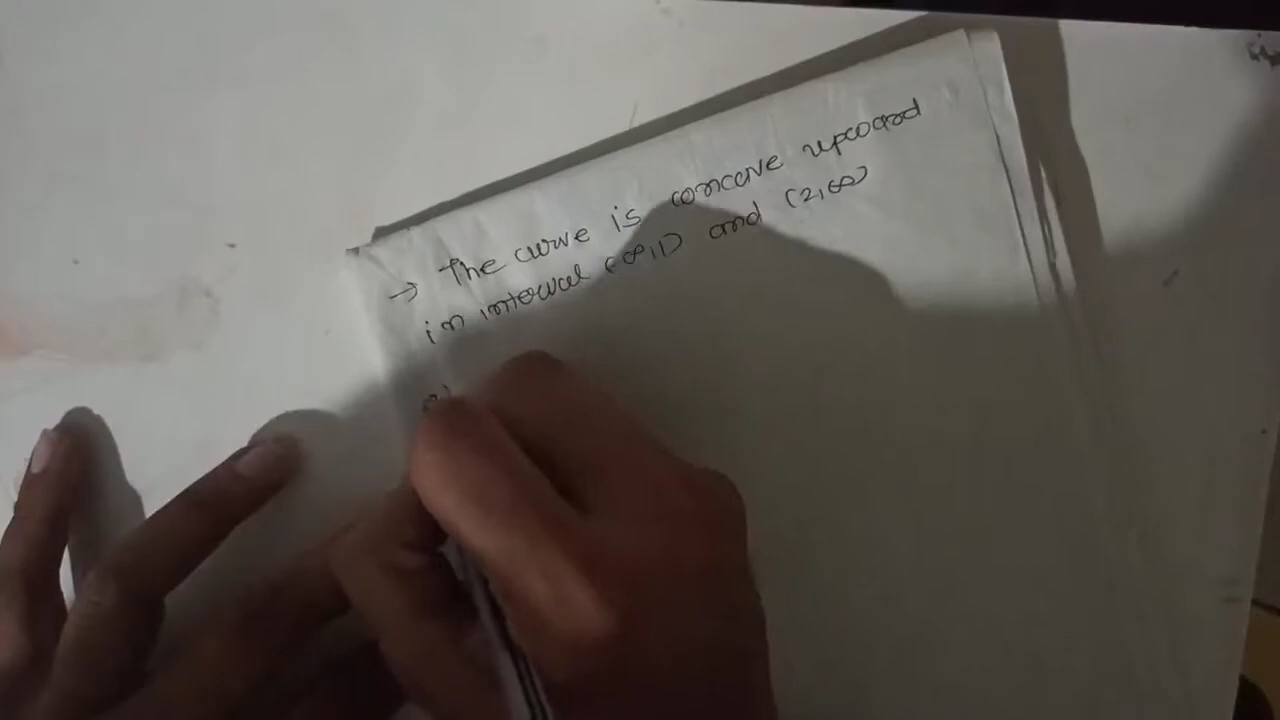 → The curve is concave upward
in interval (-∞,1) and (2,∞)